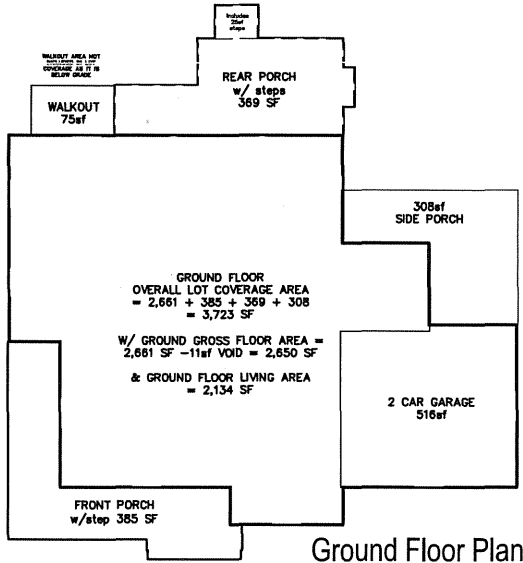 Includes
25sf
steps
WALKOUT AREA NOT
INCLUDED IN LOT
COVERAGE AS IT IS
BELOW GRADE
REAR PORCH
w/ steps
369 SF
WALKOUT
75sf
308sf
SIDE PORCH
GROUND FLOOR
OVERALL LOT COVERAGE AREA
= 2,661 + 385 + 369 + 308
= 3,723 SF
W/ GROUND GROSS FLOOR AREA =
2,661 SF -11sf VOID = 2,650 SF
& GROUND FLOOR LIVING AREA
= 2,134 SF
2 CAR GARAGE
516sf
FRONT PORCH
w/step 385 SF
Ground Floor Plan